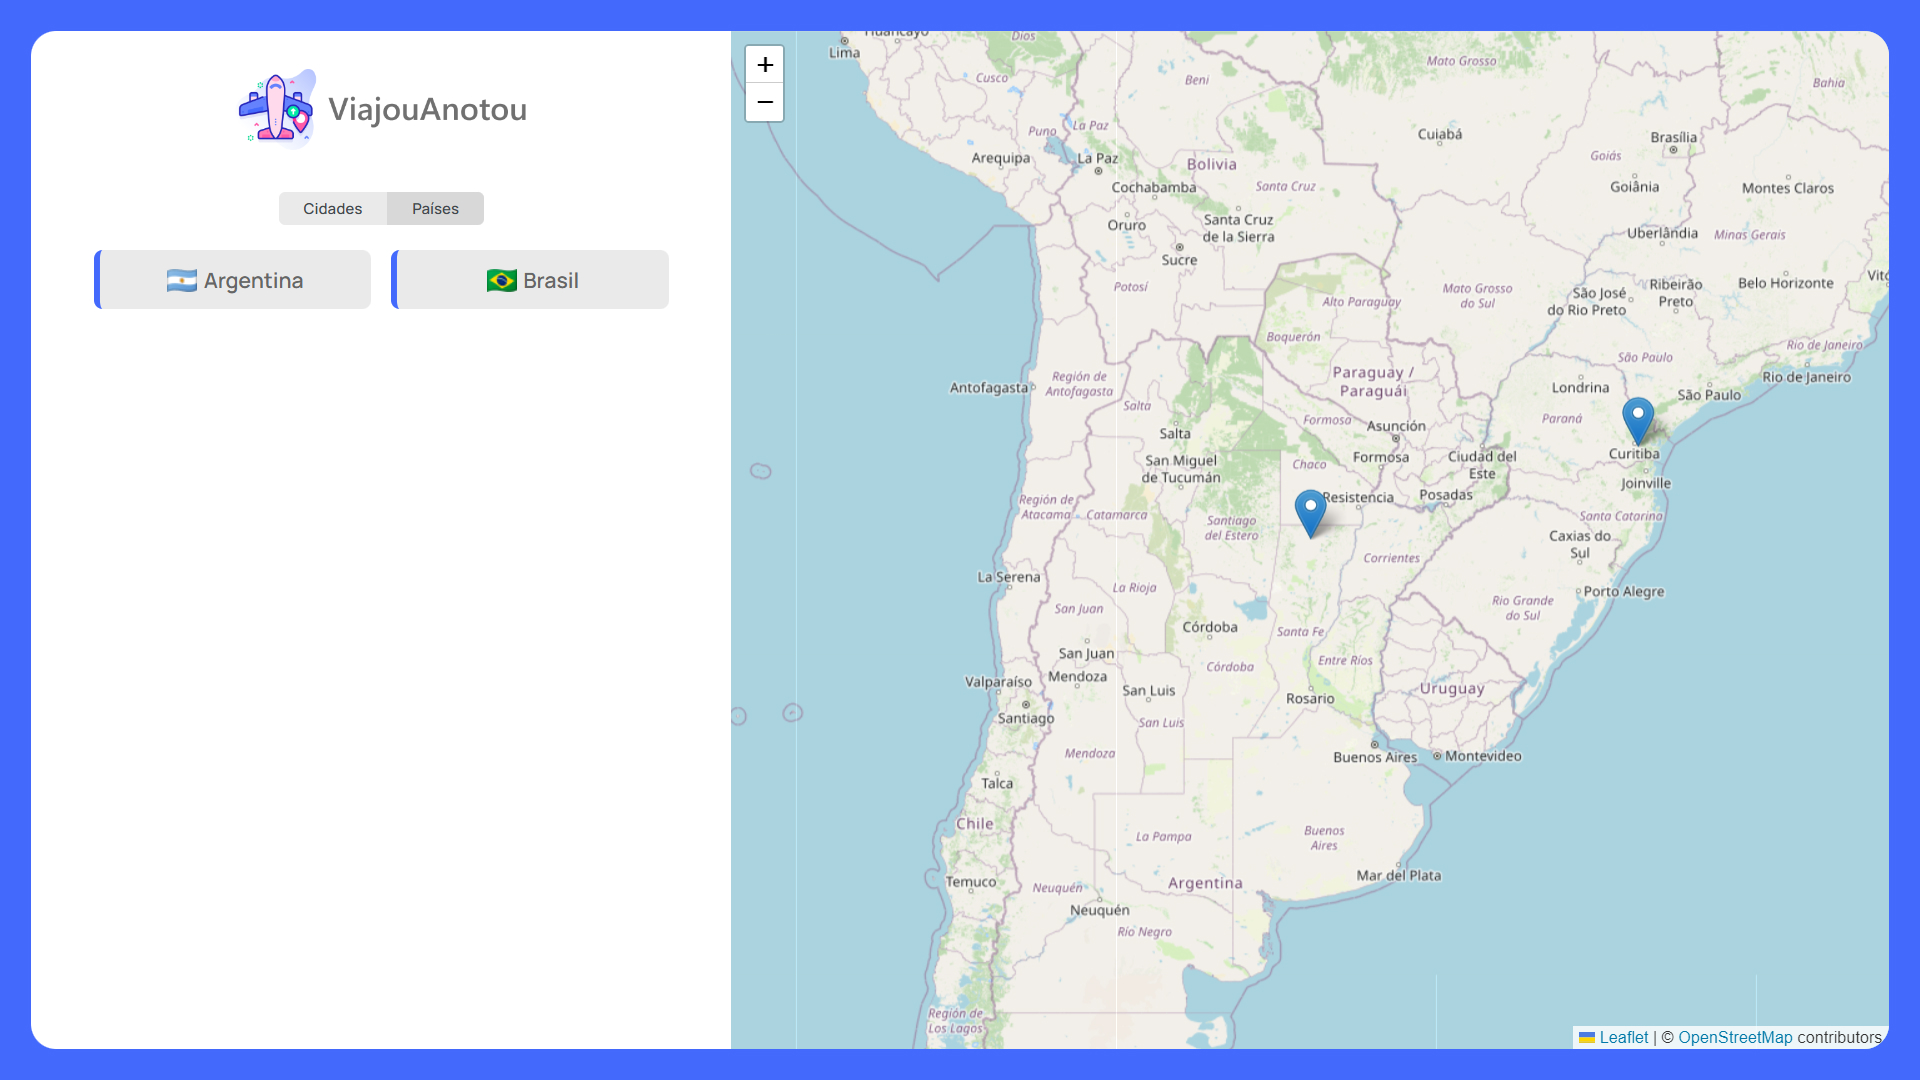 ViajouAnotou
Cidades
Países
Argentina
Brasil
+
−
Lima
Dios
Mato Grosso
Cusco
Beni
Bahia
Puno
La Paz
Cuiabá
Brasília
Arequipa
La Paz
Bolivia
Goiás
Cochabamba
Santa Cruz
Goiânia
Montes Claros
Oruro
Santa Cruz
de la Sierra
Uberlândia
Minas Gerais
Sucre
Potosí
Alto Paraguay
Mato Grosso
do Sul
São José
do Rio Preto
Ribeirão
Preto
Belo Horizonte
Boquerón
Rio de Janeiro
São Paulo
Paraguay /
Paraguái
Antofagasta
Región de
Antofagasta
Londrina
Rio de Janeiro
São Paulo
Salta
Formosa
Asunción
Paraná
Salta
Curitiba
San Miguel
de Tucumán
Chaco
Formosa
Ciudad del
Este
Joinville
Región de
Atacama
Catamarca
Resistencia
Posadas
Santiago
del Estero
Santa Catarina
Caxias do
Sul
Corrientes
La Serena
La Rioja
Porto Alegre
San Juan
Rio Grande
do Sul
Córdoba
Santa Fe
San Juan
Córdoba
Entre Ríos
Valparaíso
Mendoza
San Luis
Rosario
Uruguay
Santiago
San Luis
Mendoza
Buenos Aires
Montevideo
Talca
Chile
La Pampa
Buenos
Aires
Temuco
Neuquén
Argentina
Mar del Plata
Neuquén
Río Negro
Región de
Los Lagos
Leaflet | © OpenStreetMap contributors